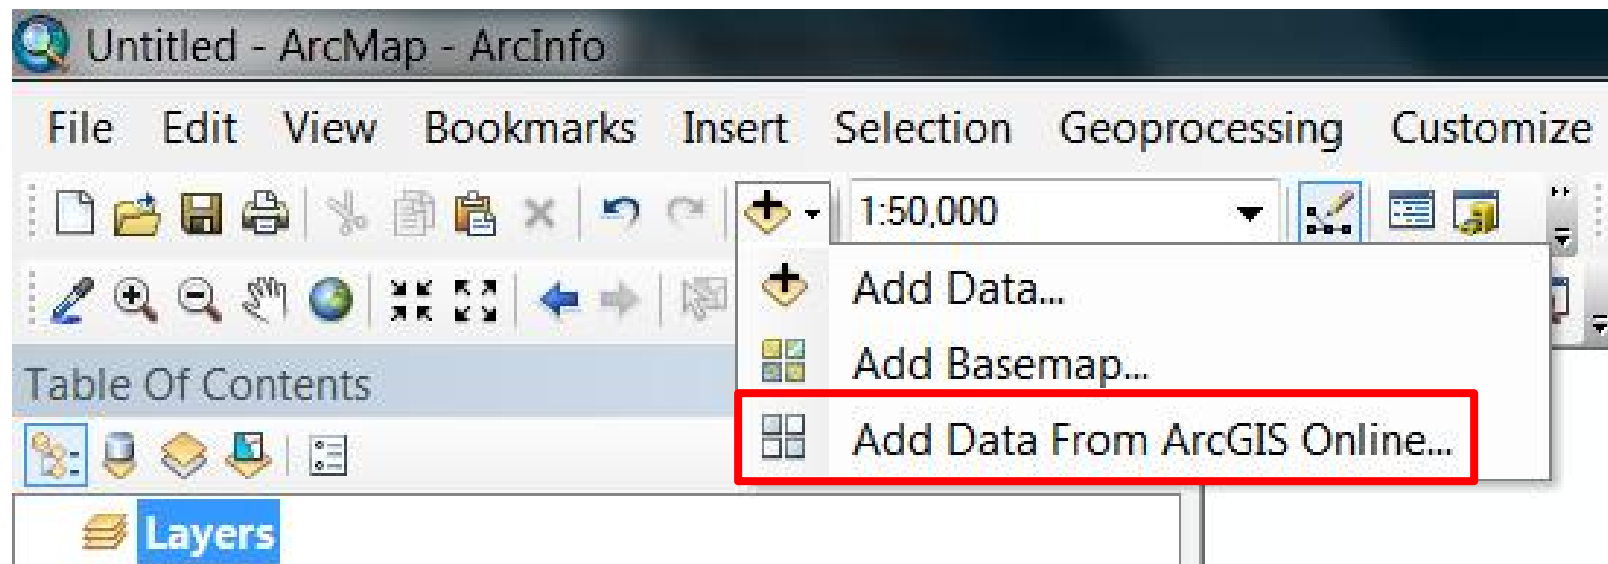 Untitled - ArcMap - ArcInfo
File Edit View Bookmarks Insert Selection Geoprocessing Customize
1:50,000
Add Data...
Add Basemap...
Add Data From ArcGIS Online...
Table Of Contents
Layers